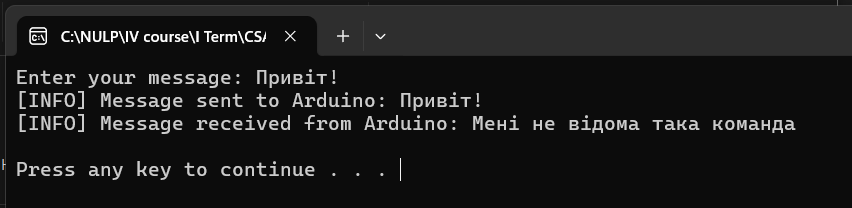 C:\NULP\IV course\I Term\CSA
Enter your message: Привіт!
[INFO] Message sent to Arduino: Привіт!
[INFO] Message received from Arduino: Мені не відома така команда
Press any key to continue . . .